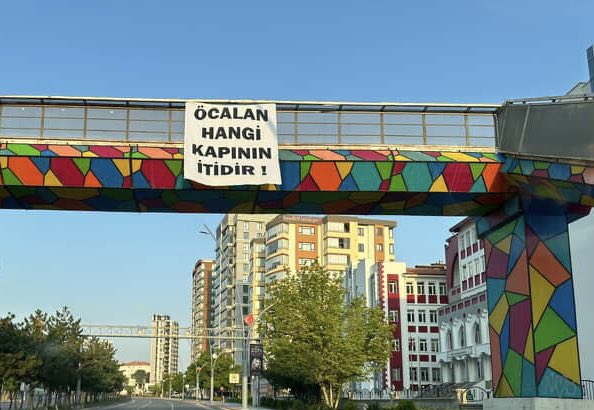 ÖCALAN
HANGİ
KAPININ
İTİDİR !